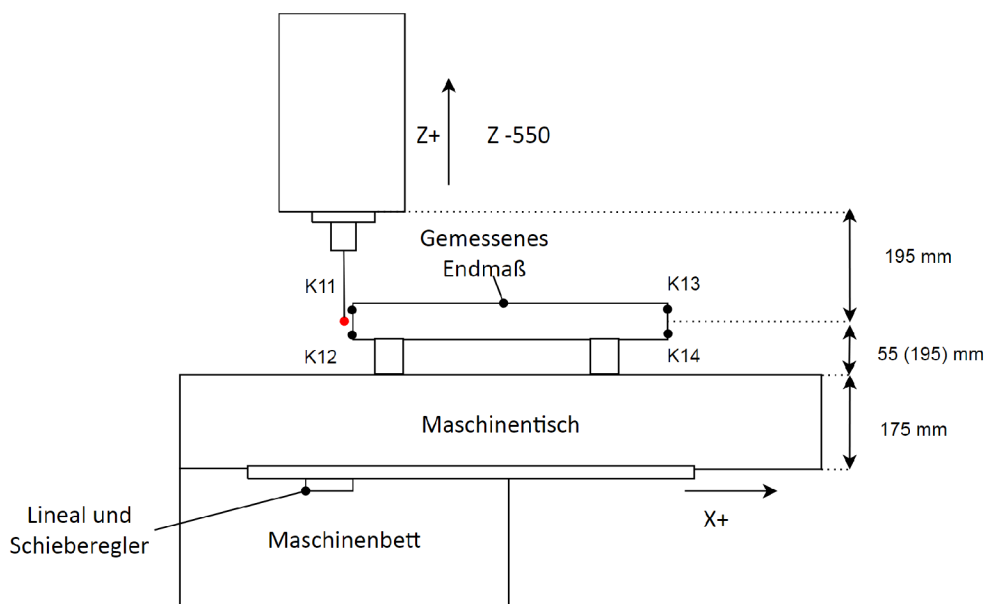 Z+
Z -550
Gemessenes
Endmaß
195 mm
K11
K13
K12
K14
55 (195) mm
Maschinentisch
175 mm
Lineal und
Schieberegler
Maschinenbett
X+